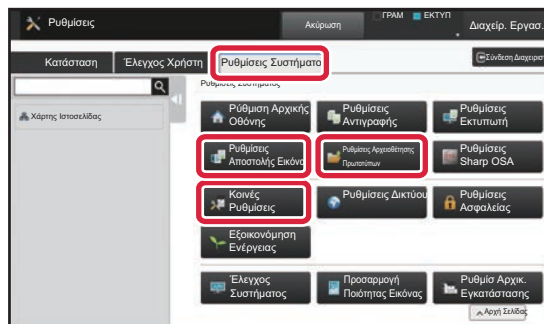 Ρυθμίσεις
Ακύρωση
ΓΡΑΜ ΕΚΤΥΠ
Διαχείρ. Εργασ.
Κατάσταση
Έλεγχος Χρήστη
Ρυθμίσεις Συστήματο
Σύνδεση Διαχειριστ
Ρυθμίσεις Συστήματος
Χάρτης Ιστοσελίδας
Ρύθμιση Αρχικής
Οθόνης
Ρυθμίσεις
Αντιγραφής
Ρυθμίσεις
Εκτυπωτή
Ρυθμίσεις
Αποστολής Εικόνα
Ρυθμίσεις Αρχειοθέτησης
Πρωτοτύπων
Ρυθμίσεις
Sharp OSA
Κοινές
Ρυθμίσεις
Ρυθμίσεις Δικτύου
Ρυθμίσεις
Ασφαλείας
Εξοικονόμηση
Ενέργειας
Έλεγχος
Συστήματος
Προσαρμογή
Ποιότητας Εικόνας
Ρυθμίσ Αρχικ.
Εγκατάστασης
Αρχή Σελίδας